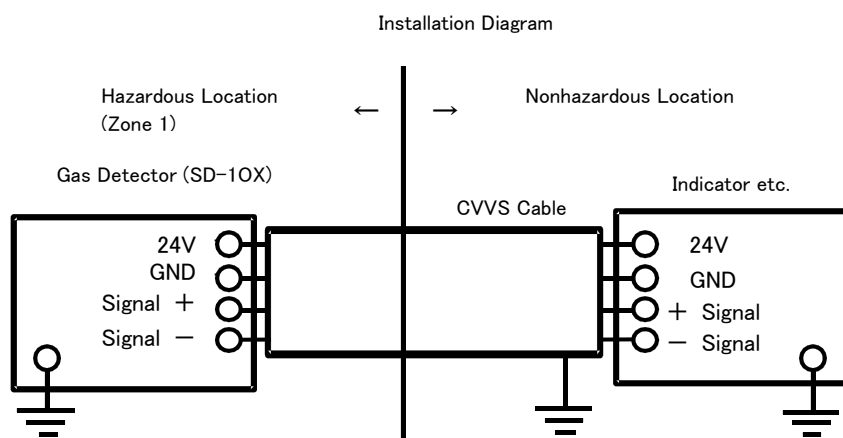 Installation Diagram
Hazardous Location
(Zone 1)
← →
Nonhazardous Location
Gas Detector (SD-1OX)
Indicator etc.
CVVS Cable
24V
GND
Signal +
Signal −
24V
GND
+ Signal
− Signal